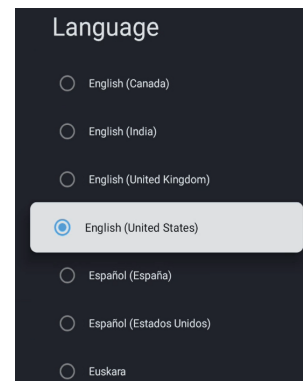 Language
English (Canada)
English (India)
English (United Kingdom)
English (United States)
Español (España)
Español (Estados Unidos)
Euskara